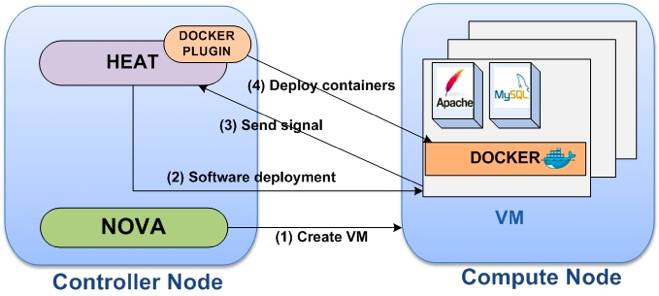 DOCKER
PLUGIN
HEAT
(4) Deploy containers
(3) Send signal
(2) Software deployment
NOVA
(1) Create VM
Controller Node
Apache
MySQL
DOCKER
VM
Compute Node